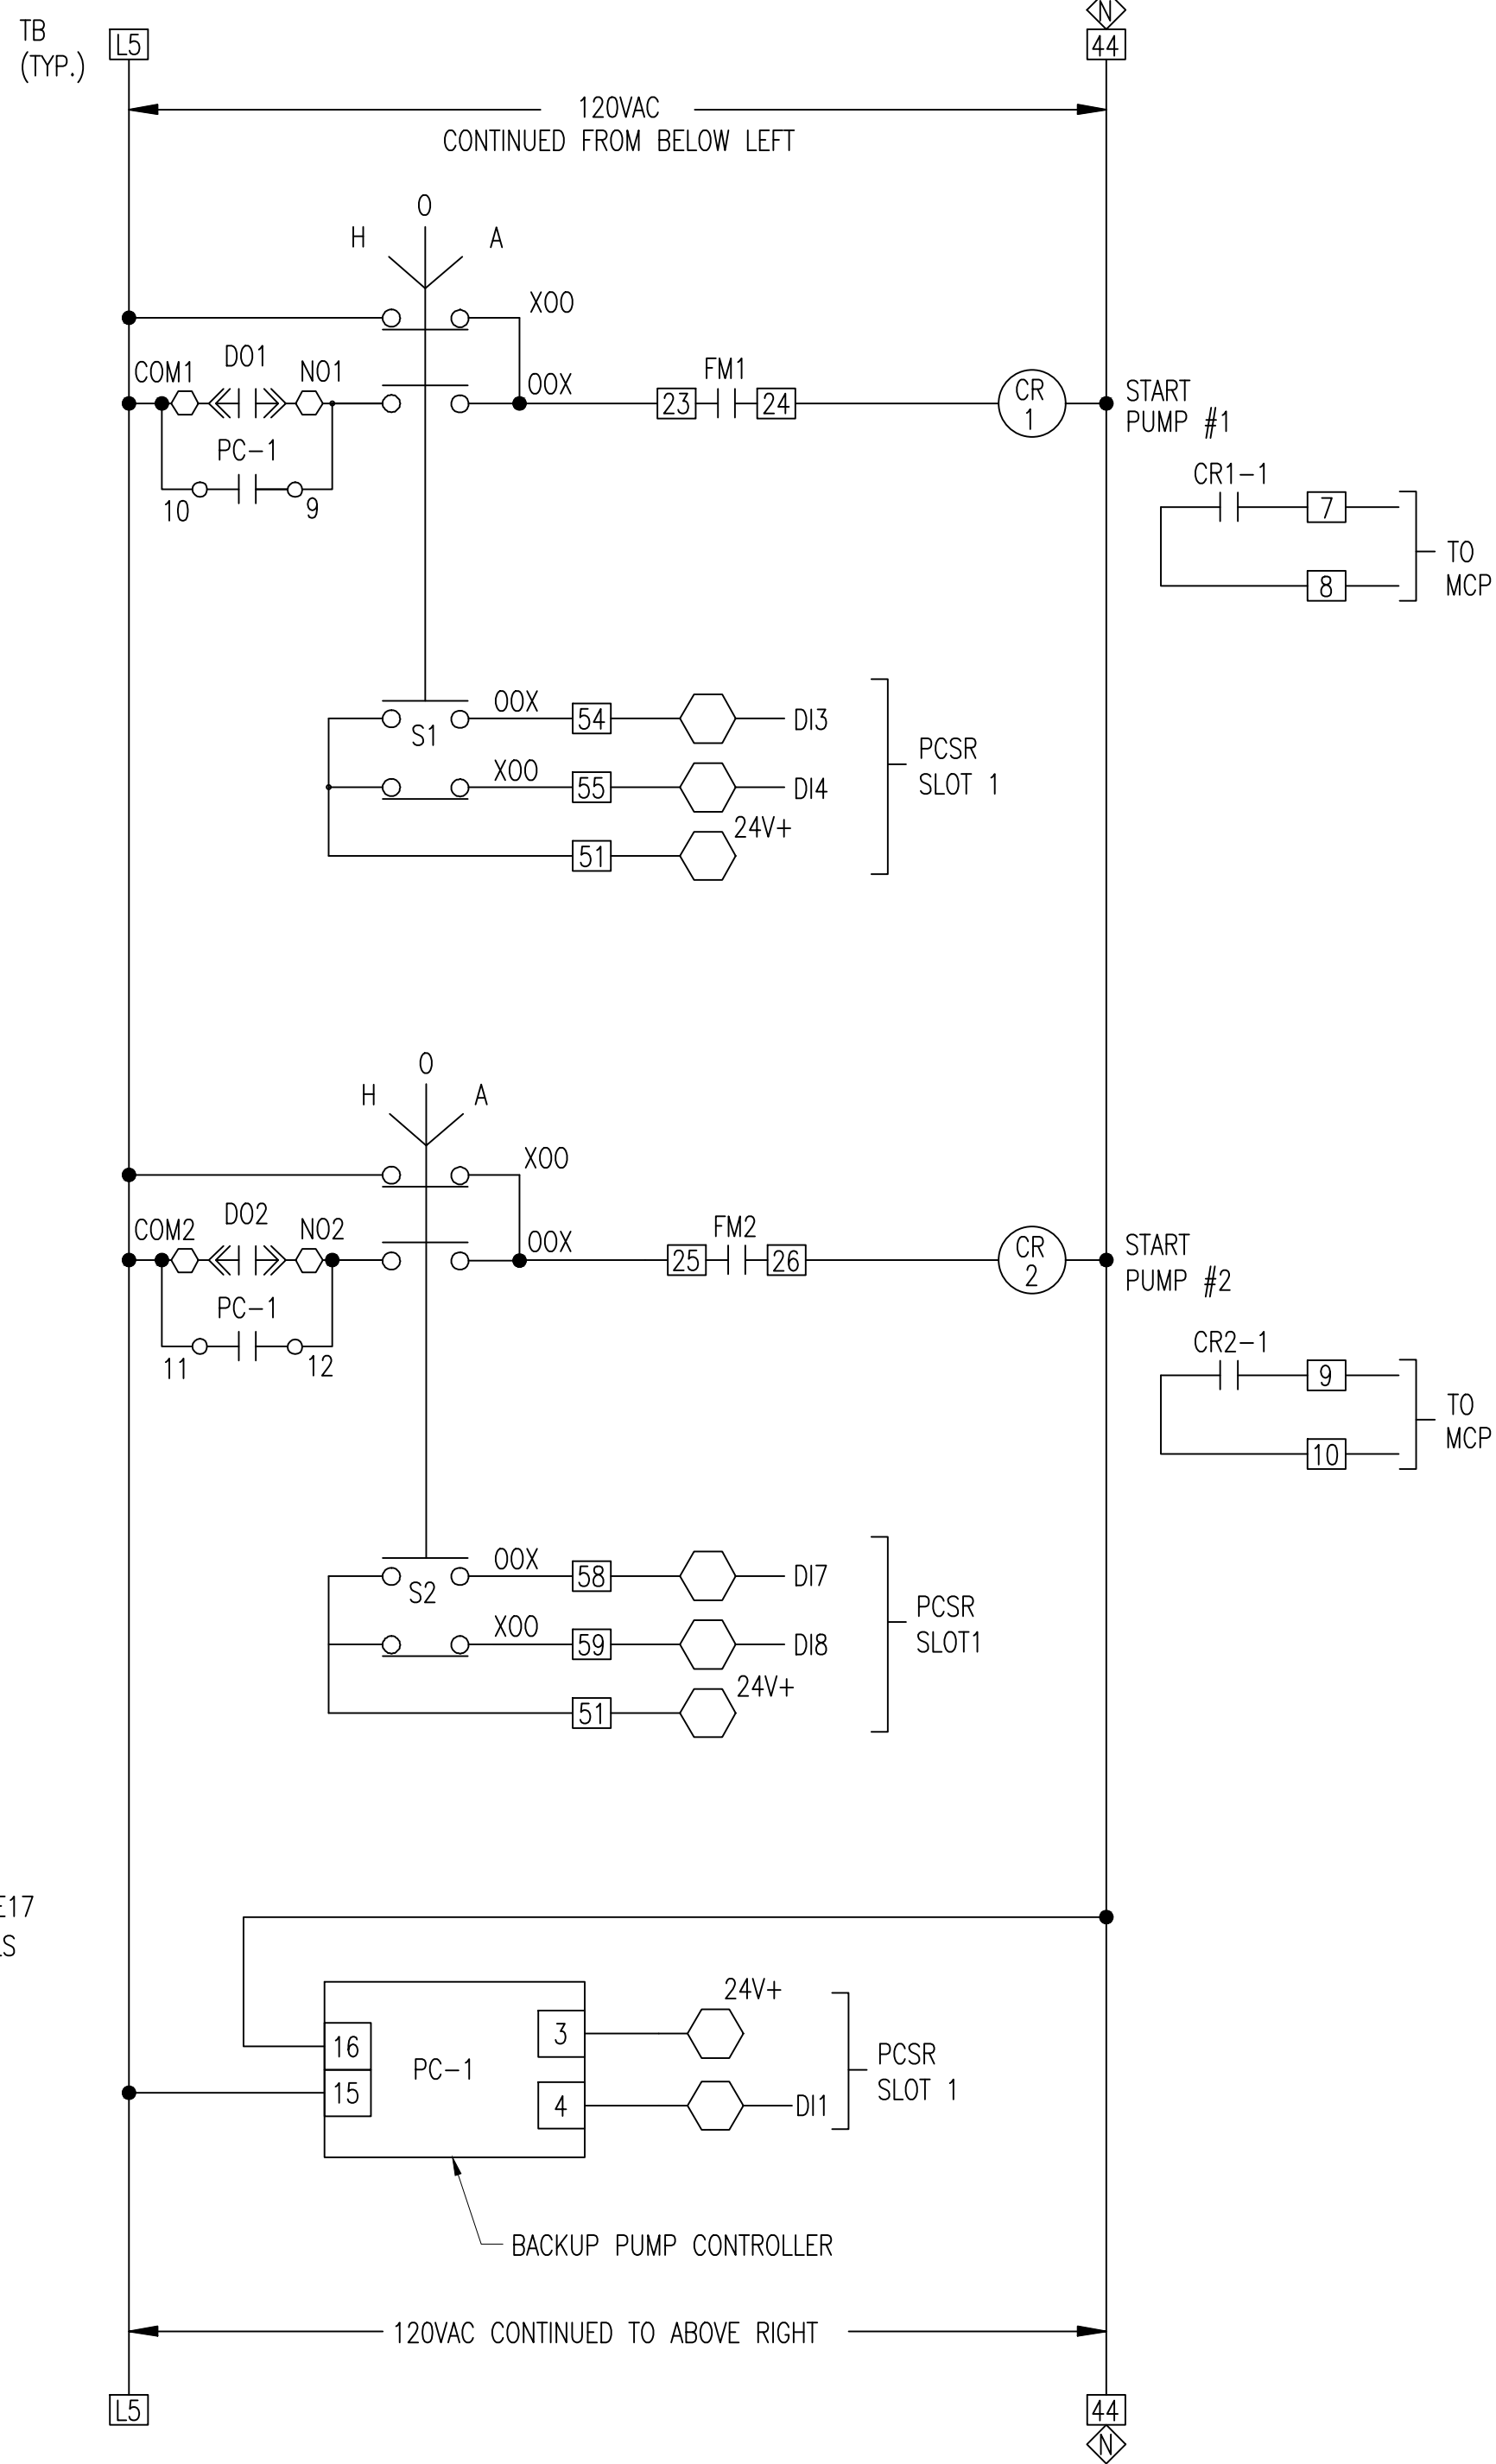 N
TB
(TYP.)
L5
44
120VAC
CONTINUED FROM BELOW LEFT
O
H
A
XOO
COM1
DO1
NO1
OOX
23
FM1
24
CR
1
START
PUMP #1
PC-1
10
9
CR1-1
7
8
TO
MCP
OOX
54
DI3
S1
XOO
55
DI4
24V+
51
PCSR
SLOT 1
O
H
A
XOO
COM2
DO2
NO2
OOX
25
FM2
26
CR
2
START
PUMP #2
PC-1
11
12
CR2-1
9
10
TO
MCP
OOX
58
DI7
S2
XOO
59
DI8
24V+
51
PCSR
SLOT1
E17
LS
24V+
16
15
PC-1
3
4
DI1
PCSR
SLOT 1
BACKUP PUMP CONTROLLER
120VAC CONTINUED TO ABOVE RIGHT
L5
44
N